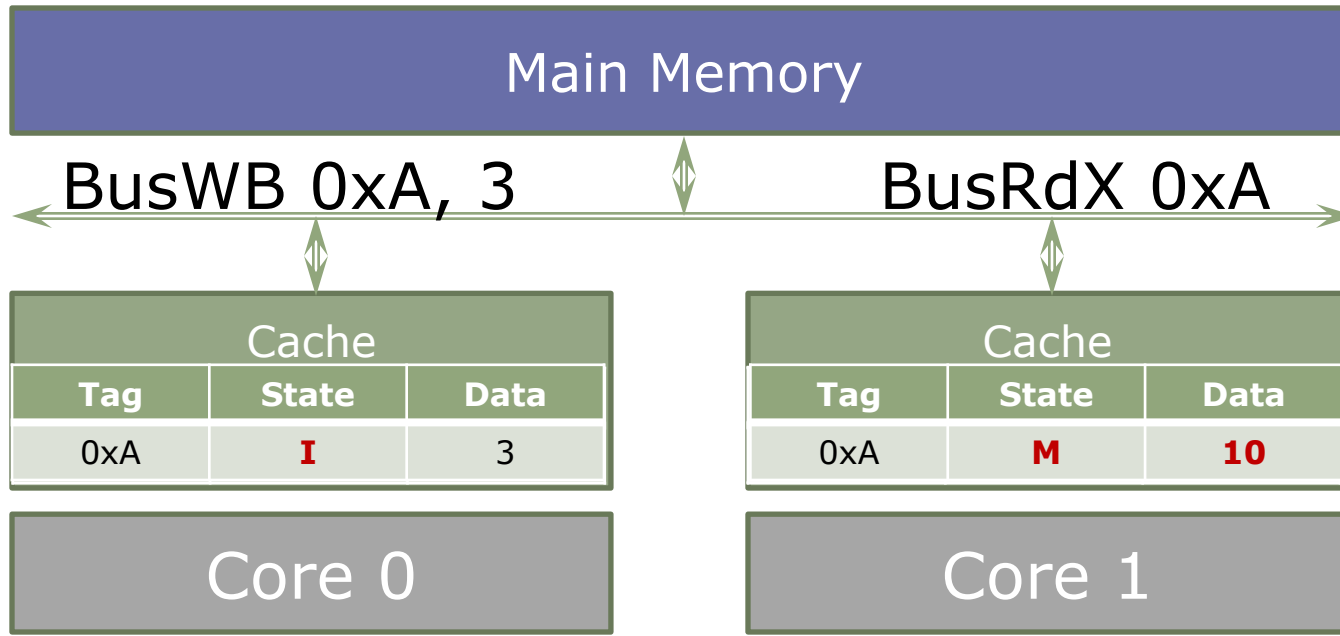 Main Memory
BusWB 0xA, 3 BusRdX 0xA
Cache Cache
Tag State Data Tag State Data
0xA I 3 0xA M 10
Core 0 Core 1